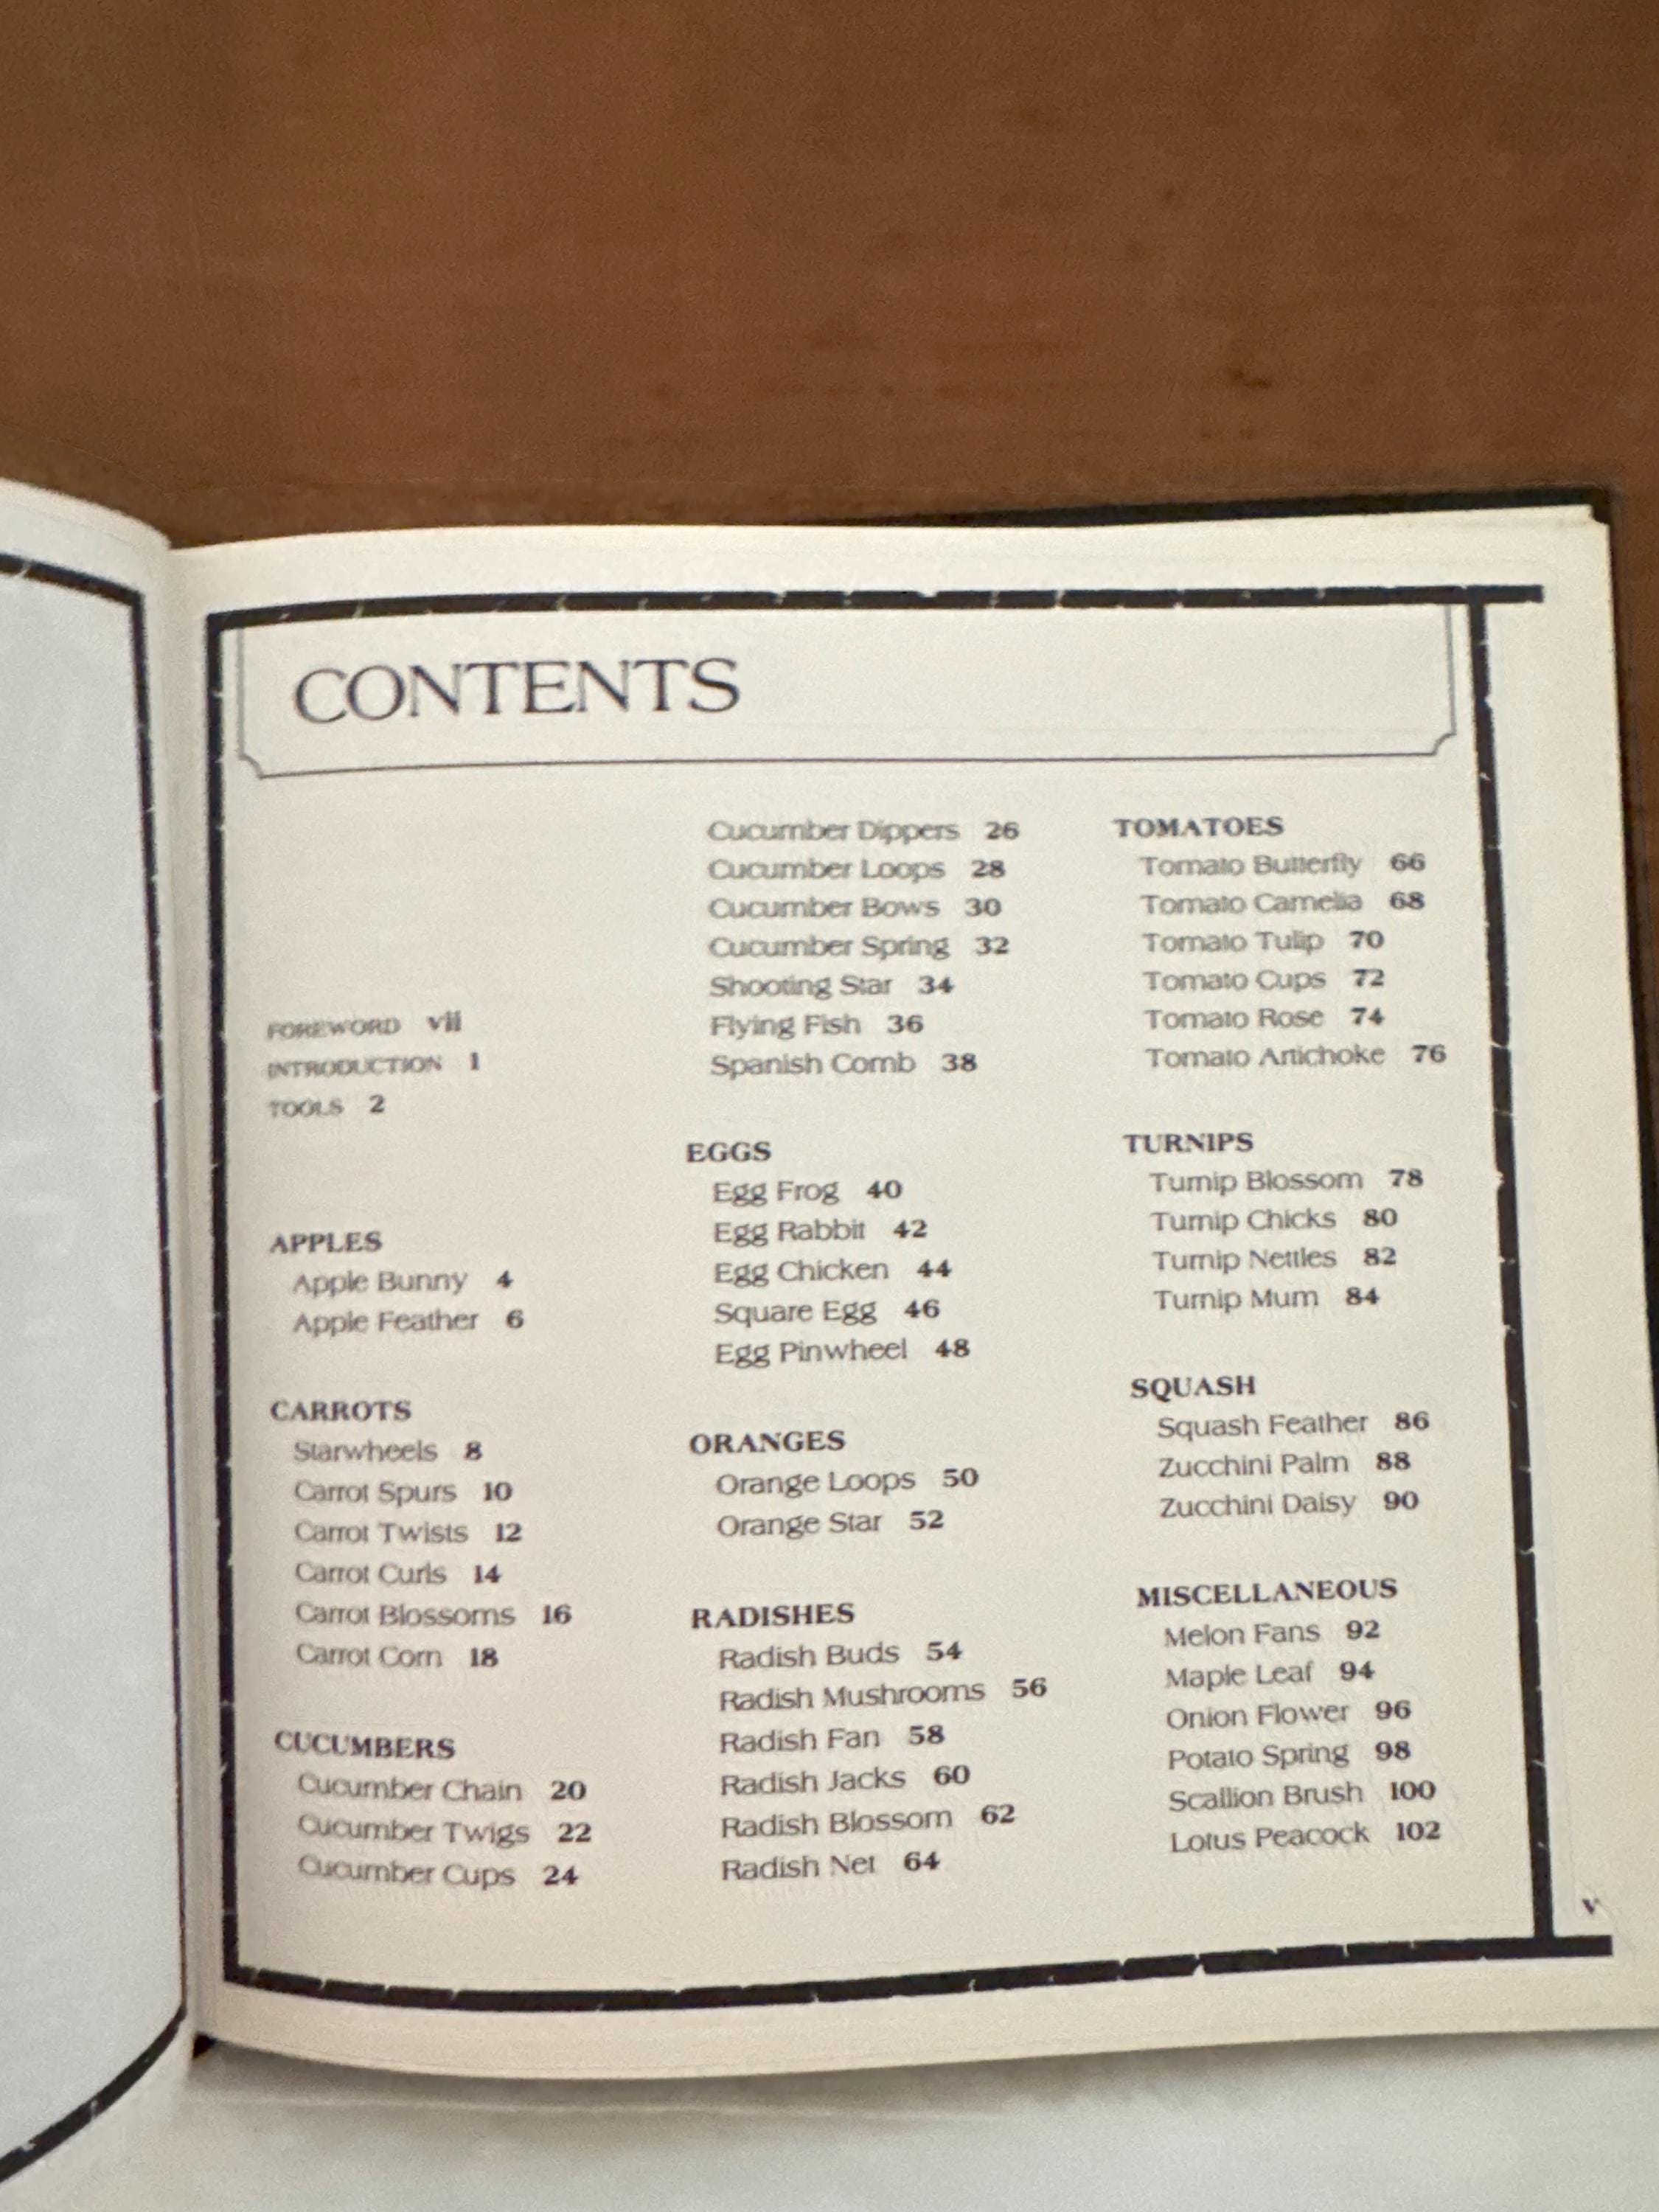 CONTENTS
FOREWORD vii
INTRODUCTION 1
TOOLS 2
APPLES
Apple Bunny 4
Apple Feather 6
CARROTS
Starwheels 8
Carrot Spurs 10
Carrot Twists 12
Carrot Curls 14
Carrot Blossoms 16
Carrot Corn 18
CUCUMBERS
Cucumber Chain 20
Cucumber Twigs 22
Cucumber Cups 24
Cucumber Dippers 26
Cucumber Loops 28
Cucumber Bows 30
Cucumber Spring 32
Shooting Star 34
Flying Fish 36
Spanish Comb 38
EGGS
Egg Frog 40
Egg Rabbit 42
Egg Chicken 44
Square Egg 46
Egg Pinwheel 48
ORANGES
Orange Loops 50
Orange Star 52
RADISHES
Radish Buds 54
Radish Mushrooms 56
Radish Fan 58
Radish Jacks 60
Radish Blossom 62
Radish Net 64
TOMATOES
Tomato Butterfly 66
Tomato Camelia 68
Tomato Tulip 70
Tomato Cups 72
Tomato Rose 74
Tomato Artichoke 76
TURNIPS
Turnip Blossom 78
Turnip Chicks 80
Turnip Nettles 82
Turnip Mum 84
SQUASH
Squash Feather 86
Zucchini Palm 88
Zucchini Daisy 90
MISCELLANEOUS
Melon Fans 92
Maple Leaf 94
Onion Flower 96
Potato Spring 98
Scallion Brush 100
Lotus Peacock 102
v